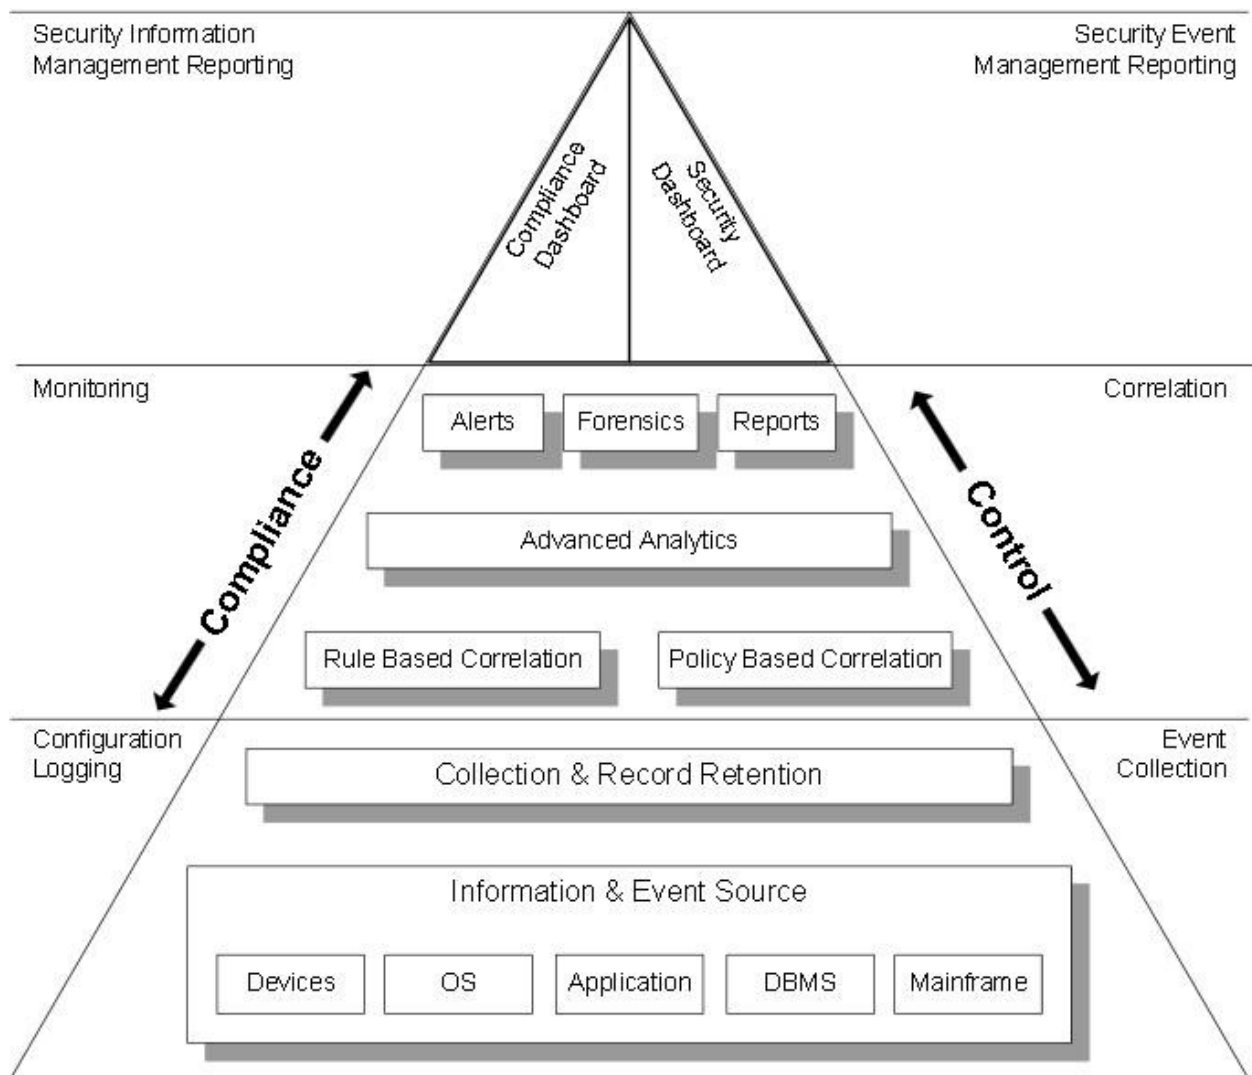 Security Information
Management Reporting
Security Event
Management Reporting
Compliance
Dashboard
Security
Dashboard
Monitoring
Correlation
Compliance
Control
Alerts
Forensics
Reports
Advanced Analytics
Rule Based Correlation
Policy Based Correlation
Configuration
Logging
Event
Collection
Collection & Record Retention
Information & Event Source
Devices
OS
Application
DBMS
Mainframe